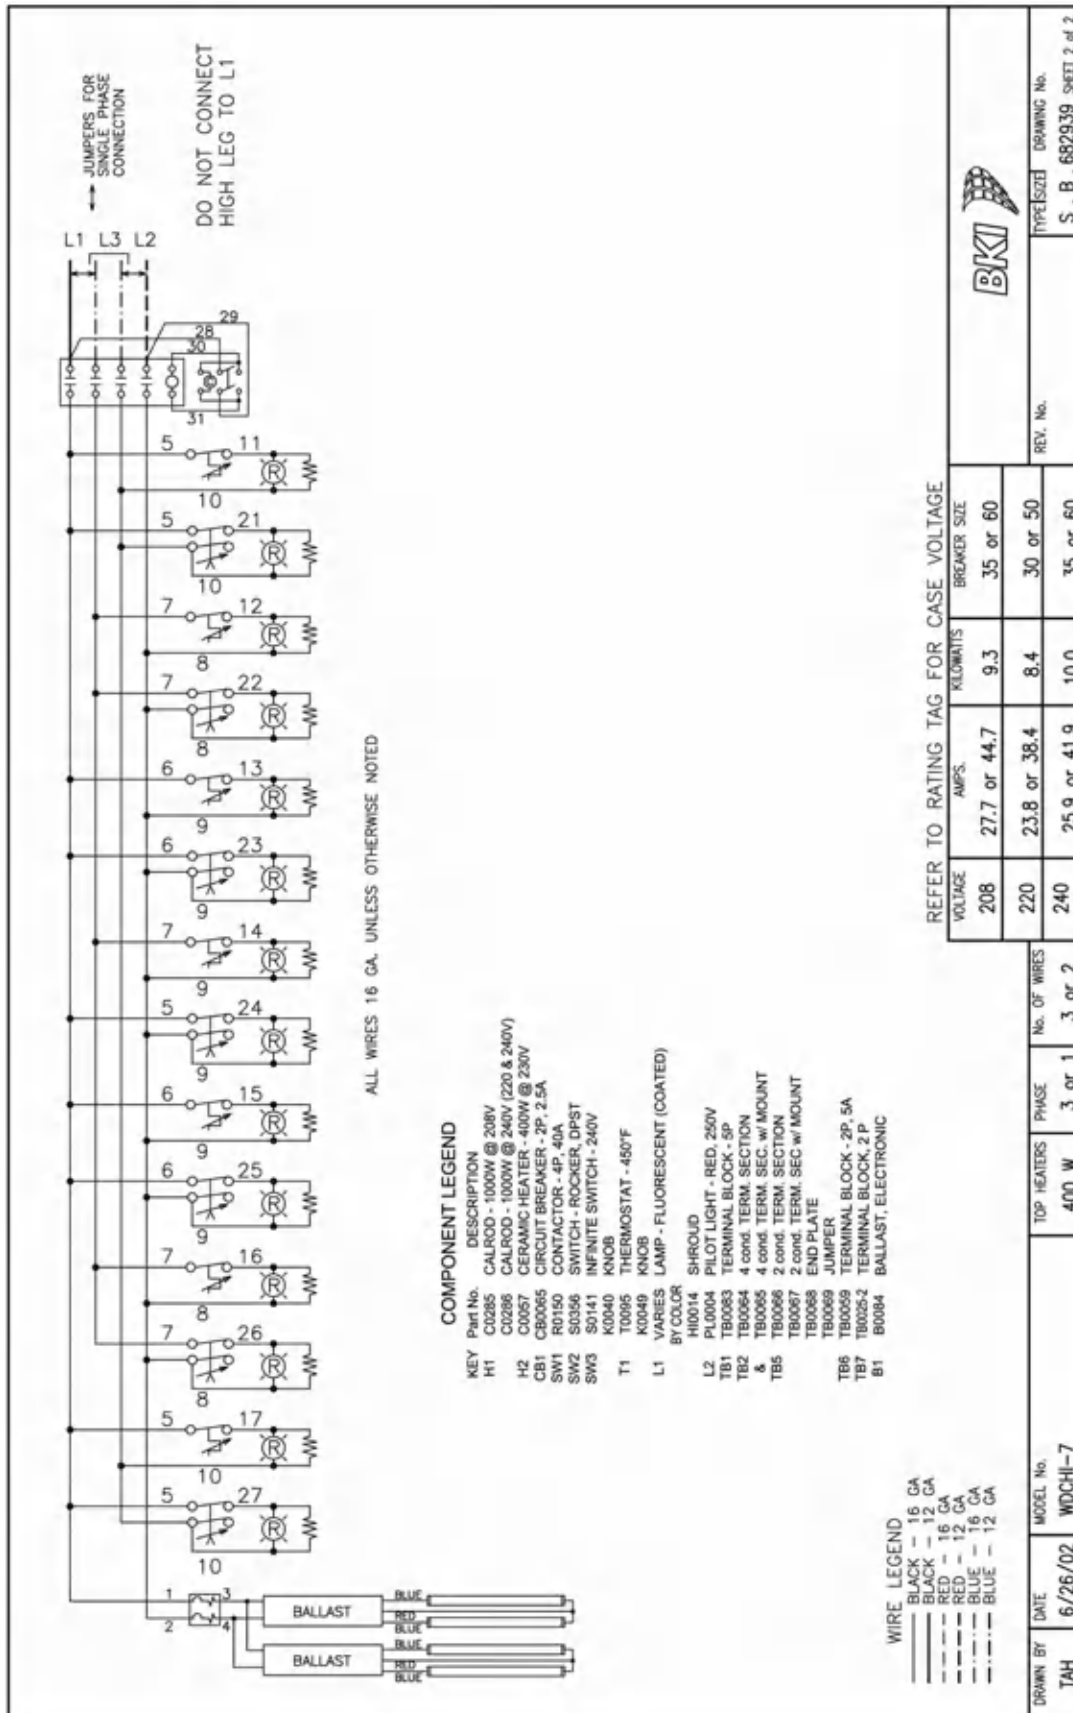 L1 L3 L2
JUMPERS FOR
SINGLE PHASE
CONNECTION
DO NOT CONNECT
HIGH LEG TO L1
29
28
30
31
5 11
10
5 21
10
7 12
8
7 22
8
6 13
9
6 23
9
7 14
9
5 24
9
6 15
9
6 25
9
7 16
8
7 26
8
5 17
10
5 27
10
R
R
R
R
R
R
R
R
R
R
R
R
R
R
1 3
2 4
BALLAST
BLUE
RED
BLUE
BALLAST
BLUE
RED
BLUE
ALL WIRES 16 GA. UNLESS OTHERWISE NOTED
COMPONENT LEGEND
KEY Part No. DESCRIPTION
H1 C0285 CALROD - 1000W @ 208V
C0286 CALROD - 1000W @ 240V (220 & 240V)
H2 C0057 CERAMIC HEATER - 400W @ 230V
CB1 CB0065 CIRCUIT BREAKER - 2P, 2.5A
SW1 R0150 CONTACTOR - 4P, 40A
SW2 S0356 SWITCH - ROCKER, DPST
SW3 S0141 INFINITE SWITCH - 240V
K0040 KNOB
T1 T0095 THERMOSTAT - 450°F
K0049 KNOB
L1 VARIES LAMP - FLUORESCENT (COATED)
BY COLOR
HI0014 SHROUD
L2 PL0004 PILOT LIGHT - RED, 250V
TB1 TB0083 TERMINAL BLOCK - 5P
TB2 TB0064 4 cond. TERM. SECTION
& TB0065 4 cond. TERM. SEC. w/ MOUNT
TB5 TB0066 2 cond. TERM. SECTION
TB0067 2 cond. TERM. SEC w/ MOUNT
TB0068 END PLATE
TB0069 JUMPER
TB6 TB0059 TERMINAL BLOCK - 2P, 5A
TB7 TB0025-2 TERMINAL BLOCK, 2 P
B1 B0084 BALLAST, ELECTRONIC
WIRE LEGEND
BLACK - 16 GA
BLACK - 12 GA
RED - 16 GA
RED - 12 GA
BLUE - 16 GA
BLUE - 12 GA
REFER TO RATING TAG FOR CASE VOLTAGE
VOLTAGE AMPS. KILOWATTS BREAKER SIZE
208 27.7 or 44.7 9.3 35 or 60
220 23.8 or 38.4 8.4 30 or 50
240 25.9 or 41.9 10.0 35 or 60
BKI
DRAWN BY DATE MODEL No. TOP HEATERS PHASE No. OF WIRES REV. No. TYPE SIZE DRAWING No.
TAH 6/26/02 WDCHI-7 400 W 3 or 1 3 or 2 S B 682939 SHEET 2 of 2